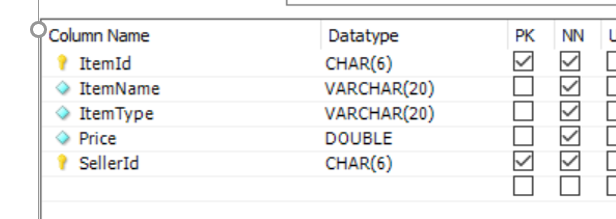 Column Name Datatype PK NN
ItemId CHAR(6)
ItemName VARCHAR(20)
ItemType VARCHAR(20)
Price DOUBLE
SellerId CHAR(6)